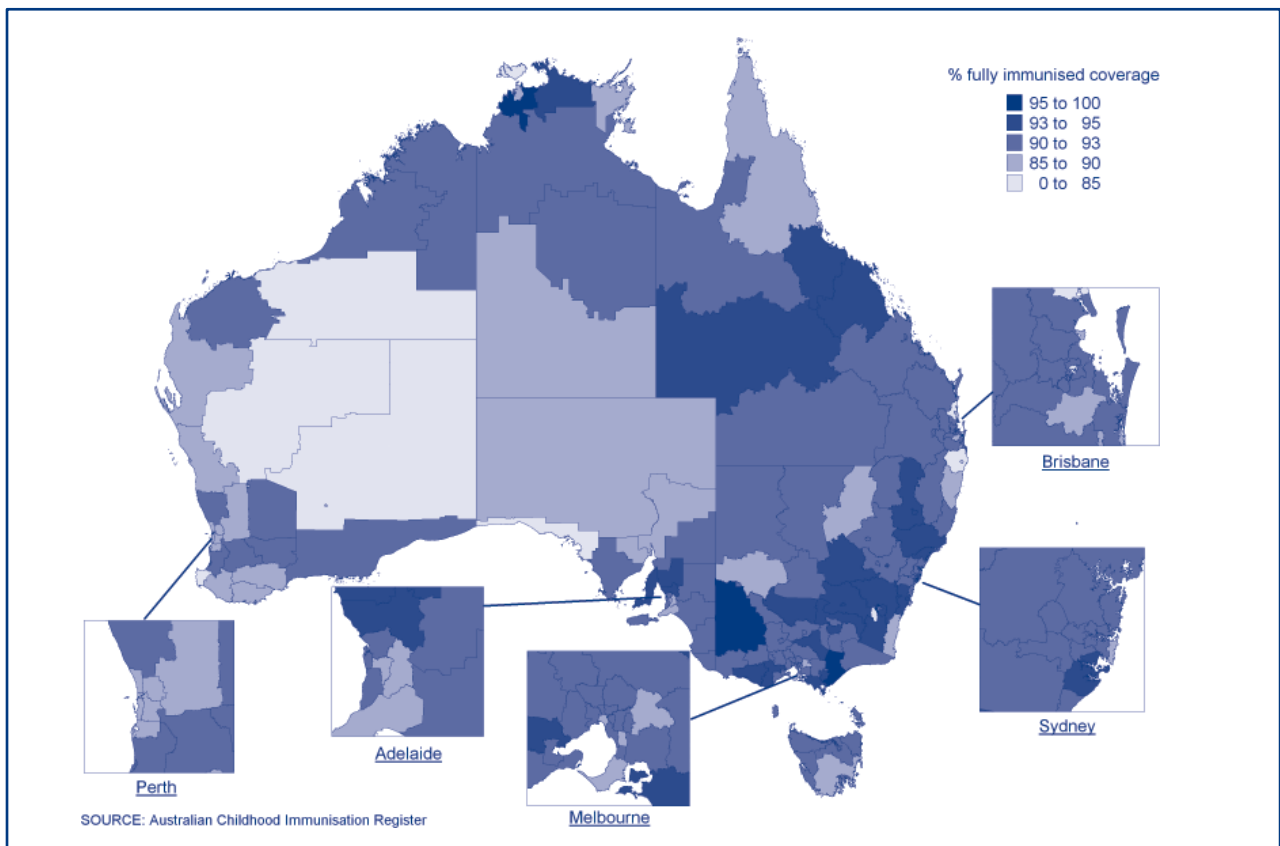 % fully immunised coverage
95 to 100
93 to 95
90 to 93
85 to 90
0 to 85
Brisbane
Sydney
Adelaide
Perth
Melbourne
SOURCE: Australian Childhood Immunisation Register